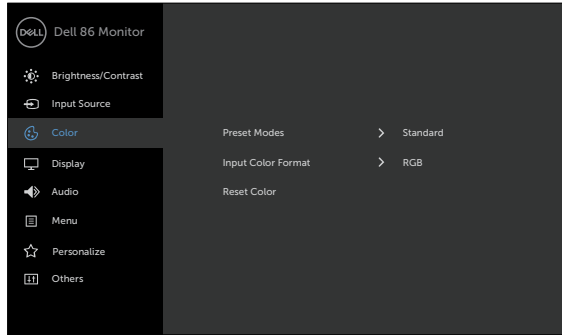 DELL Dell 86 Monitor
Brightness/Contrast
Input Source
Color
Preset Modes > Standard
Display
Input Color Format > RGB
Audio
Reset Color
Menu
Personalize
Others